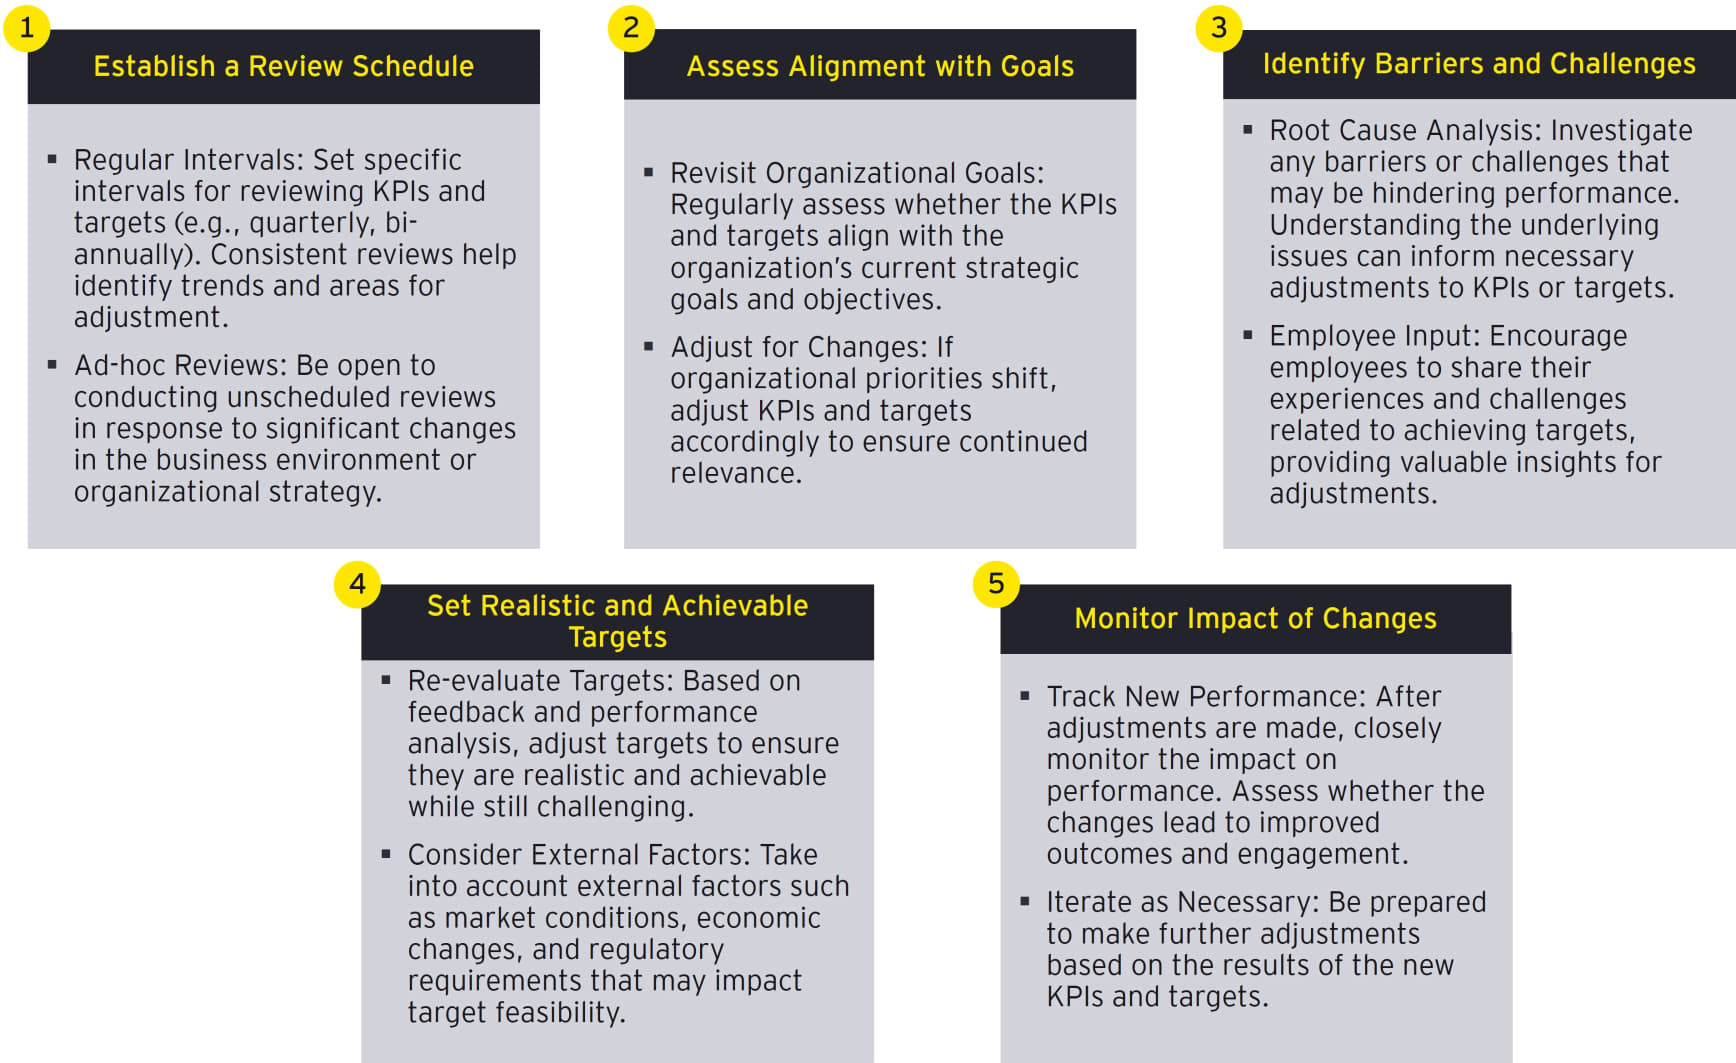 1
Establish a Review Schedule
▪ Regular Intervals: Set specific
intervals for reviewing KPIs and
targets (e.g., quarterly, bi-
annually). Consistent reviews help
identify trends and areas for
adjustment.
▪ Ad-hoc Reviews: Be open to
conducting unscheduled reviews
in response to significant changes
in the business environment or
organizational strategy.
2
Assess Alignment with Goals
▪ Revisit Organizational Goals:
Regularly assess whether the KPIs
and targets align with the
organization's current strategic
goals and objectives.
▪ Adjust for Changes: If
organizational priorities shift,
adjust KPIs and targets
accordingly to ensure continued
relevance.
3
Identify Barriers and Challenges
▪ Root Cause Analysis: Investigate
any barriers or challenges that
may be hindering performance.
Understanding the underlying
issues can inform necessary
adjustments to KPIs or targets.
▪ Employee Input: Encourage
employees to share their
experiences and challenges
related to achieving targets,
providing valuable insights for
adjustments.
4
Set Realistic and Achievable
Targets
▪ Re-evaluate Targets: Based on
feedback and performance
analysis, adjust targets to ensure
they are realistic and achievable
while still challenging.
▪ Consider External Factors: Take
into account external factors such
as market conditions, economic
changes, and regulatory
requirements that may impact
target feasibility.
5
Monitor Impact of Changes
▪ Track New Performance: After
adjustments are made, closely
monitor the impact on
performance. Assess whether the
changes lead to improved
outcomes and engagement.
▪ Iterate as Necessary: Be prepared
to make further adjustments
based on the results of the new
KPIs and targets.